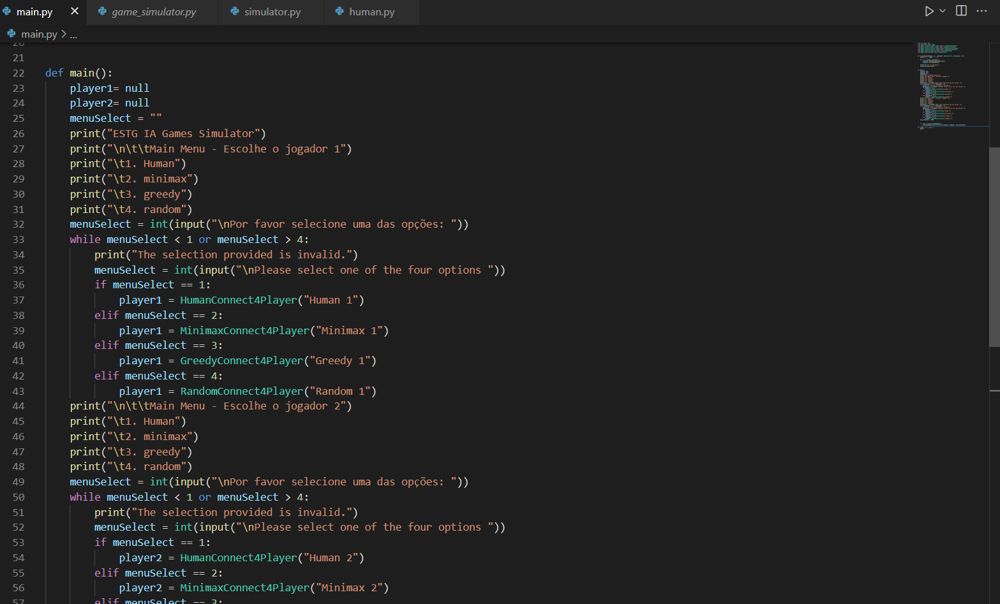 main.py
game_simulator.py
simulator.py
human.py
main.py > ...
20
21
22 def main():
23 player1= null
24 player2= null
25 menuSelect = ""
26 print("ESTG IA Games Simulator")
27 print("\n\t\tMain Menu - Escolhe o jogador 1")
28 print("\t1. Human")
29 print("\t2. minimax")
30 print("\t3. greedy")
31 print("\t4. random")
32 menuSelect = int(input("\nPor favor selecione uma das opções: "))
33 while menuSelect < 1 or menuSelect > 4:
34 print("The selection provided is invalid.")
35 menuSelect = int(input("\nPlease select one of the four options "))
36 if menuSelect == 1:
37 player1 = HumanConnect4Player("Human 1")
38 elif menuSelect == 2:
39 player1 = MinimaxConnect4Player("Minimax 1")
40 elif menuSelect == 3:
41 player1 = GreedyConnect4Player("Greedy 1")
42 elif menuSelect == 4:
43 player1 = RandomConnect4Player("Random 1")
44 print("\n\t\tMain Menu - Escolhe o jogador 2")
45 print("\t1. Human")
46 print("\t2. minimax")
47 print("\t3. greedy")
48 print("\t4. random")
49 menuSelect = int(input("\nPor favor selecione uma das opções: "))
50 while menuSelect < 1 or menuSelect > 4:
51 print("The selection provided is invalid.")
52 menuSelect = int(input("\nPlease select one of the four options "))
53 if menuSelect == 1:
54 player2 = HumanConnect4Player("Human 2")
55 elif menuSelect == 2:
56 player2 = MinimaxConnect4Player("Minimax 2")
57 elif menuSelect == 3: